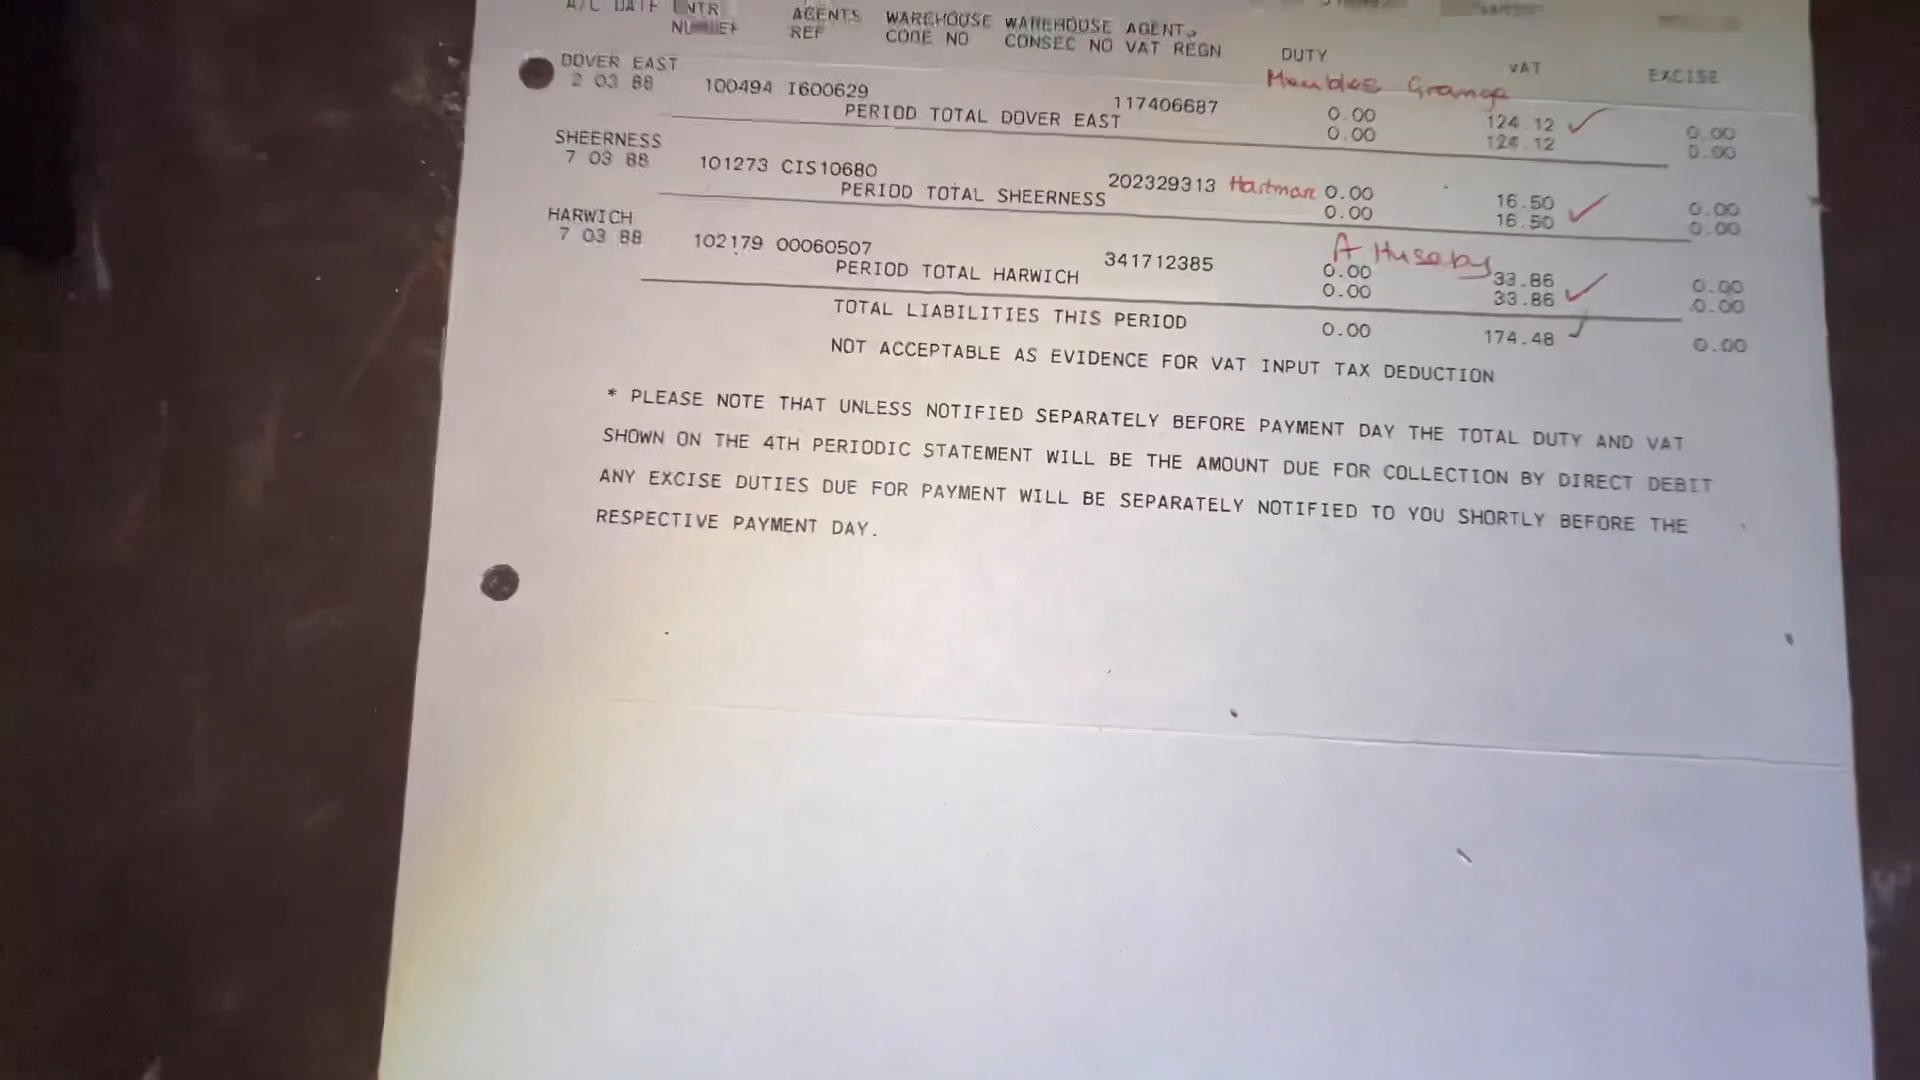 A/C DATE ENTR AGENTS WAREHOUSE WAREHOUSE AGENTS
NUMBER REF CODE NO CONSEC NO VAT REGN DUTY VAT EXCISE
DOVER EAST
2 03 88 100494 I600629 117406687 0.00 124.12 0.00
PERIOD TOTAL DOVER EAST 0.00 124.12 0.00
SHEERNESS
7 03 88 101273 CIS10680 202329313 Hartman 0.00 16.50 0.00
PERIOD TOTAL SHEERNESS 0.00 16.50 0.00
HARWICH A Huseby
7 03 88 102179 00060507 341712385 0.00 33.86 0.00
PERIOD TOTAL HARWICH 0.00 33.86 0.00
TOTAL LIABILITIES THIS PERIOD 0.00 174.48 0.00
NOT ACCEPTABLE AS EVIDENCE FOR VAT INPUT TAX DEDUCTION
* PLEASE NOTE THAT UNLESS NOTIFIED SEPARATELY BEFORE PAYMENT DAY THE TOTAL DUTY AND VAT
SHOWN ON THE 4TH PERIODIC STATEMENT WILL BE THE AMOUNT DUE FOR COLLECTION BY DIRECT DEBIT
ANY EXCISE DUTIES DUE FOR PAYMENT WILL BE SEPARATELY NOTIFIED TO YOU SHORTLY BEFORE THE
RESPECTIVE PAYMENT DAY.